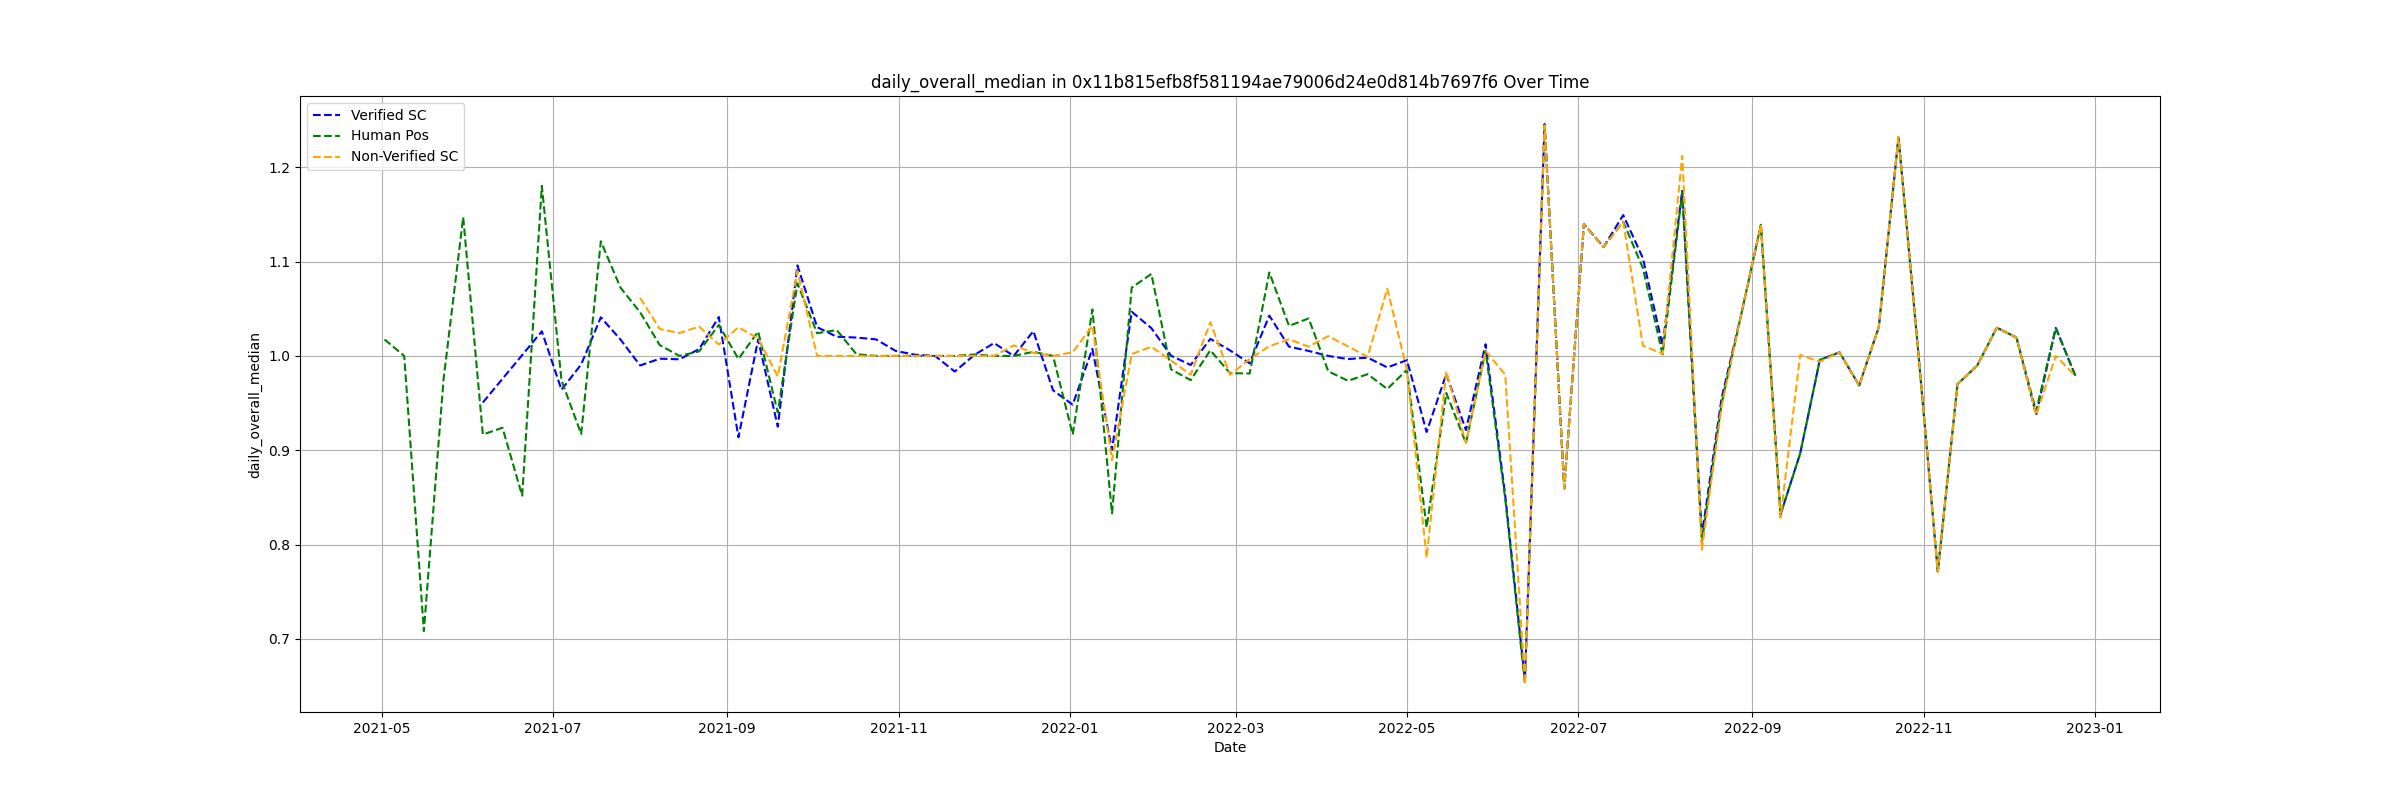 daily_overall_median in 0x11b815efb8f581194ae79006d24e0d814b7697f6 Over Time
Verified SC
Human Pos
Non-Verified SC
daily_overall_median
1.2
1.1
1.0
0.9
0.8
0.7
2021-05
2021-07
2021-09
2021-11
2022-01
2022-03
2022-05
2022-07
2022-09
2022-11
2023-01
Date